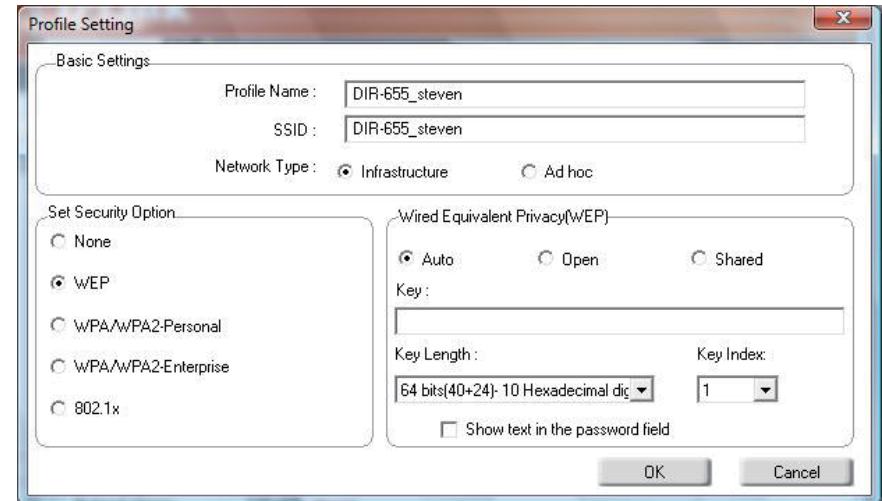 Profile Setting
Basic Settings
Profile Name :
DIR-655_steven
SSID :
DIR-655_steven
Network Type :
Infrastructure
Ad hoc
Set Security Option
None
WEP
WPA/WPA2-Personal
WPA/WPA2-Enterprise
802.1x
Wired Equivalent Privacy(WEP)
Auto
Open
Shared
Key :
Key Length :
Key Index:
64 bits(40+24)- 10 Hexadecimal dig
1
Show text in the password field
OK
Cancel